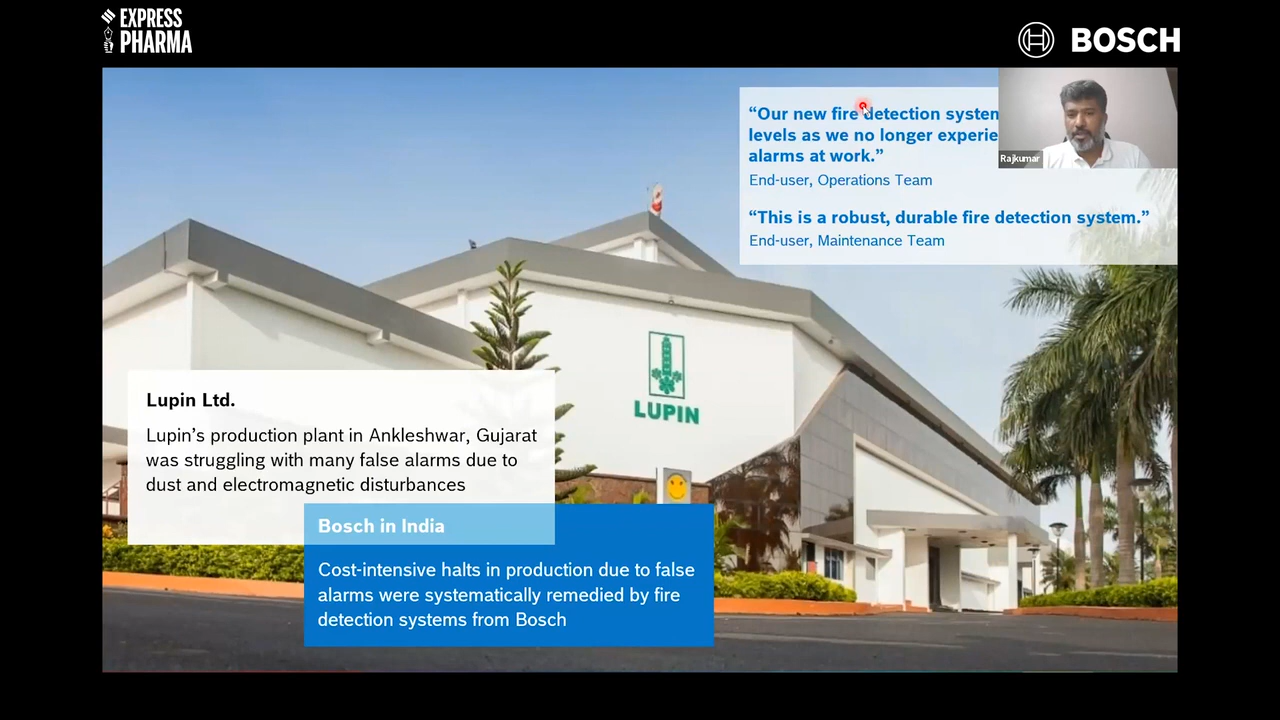 EXPRESS
PHARMA
BOSCH
“Our new fire detection
levels as we no longer
alarms at work.”
End-user, Operations Team
“This is a robust, durable fire detection system.”
End-user, Maintenance Team
Rajkumar
LUPIN
Lupin Ltd.
Lupin’s production plant in Ankleshwar, Gujarat
was struggling with many false alarms due to
dust and electromagnetic disturbances
Bosch in India
Cost-intensive halts in production due to false
alarms were systematically remedied by fire
detection systems from Bosch